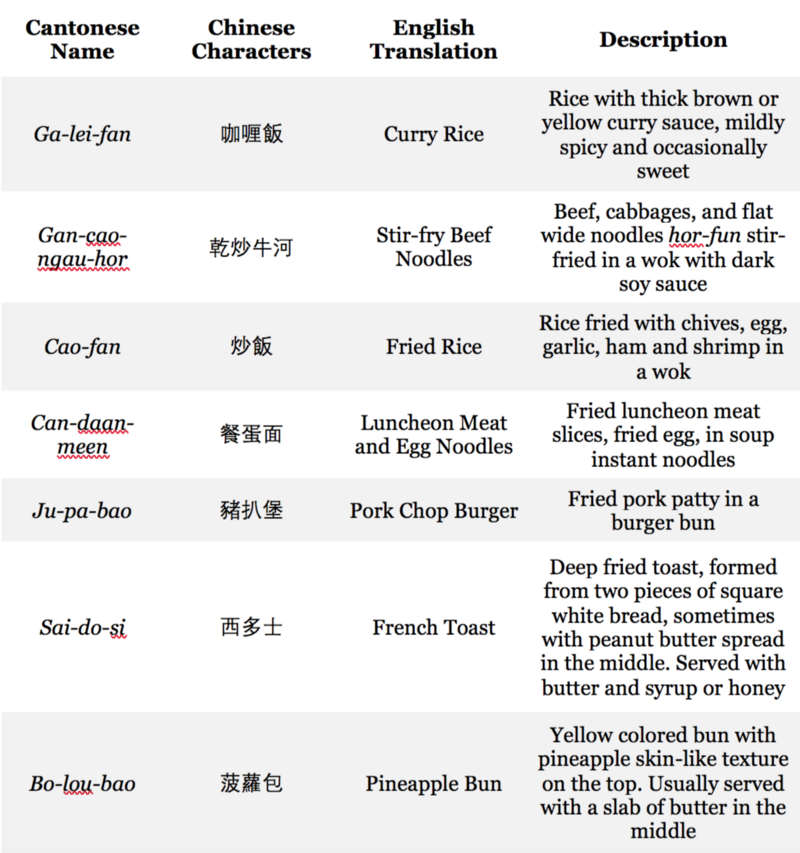 Cantonese
Name
Chinese
Characters
English
Translation
Description
Ga-lei-fan
咖喱飯
Curry Rice
Rice with thick brown or
yellow curry sauce, mildly
spicy and occasionally
sweet
Gan-cao-
ngau-hor
乾炒牛河
Stir-fry Beef
Noodles
Beef, cabbages, and flat
wide noodles hor-fun stir-
fried in a wok with dark
soy sauce
Cao-fan
炒飯
Fried Rice
Rice fried with chives, egg,
garlic, ham and shrimp in
a wok
Can-daan-
meen
餐蛋面
Luncheon Meat
and Egg Noodles
Fried luncheon meat
slices, fried egg, in soup
instant noodles
Ju-pa-bao
豬扒堡
Pork Chop Burger
Fried pork patty in a
burger bun
Sai-do-si
西多士
French Toast
Deep fried toast, formed
from two pieces of square
white bread, sometimes
with peanut butter spread
in the middle. Served with
butter and syrup or honey
Bo-lou-bao
菠蘿包
Pineapple Bun
Yellow colored bun with
pineapple skin-like texture
on the top. Usually served
with a slab of butter in the
middle